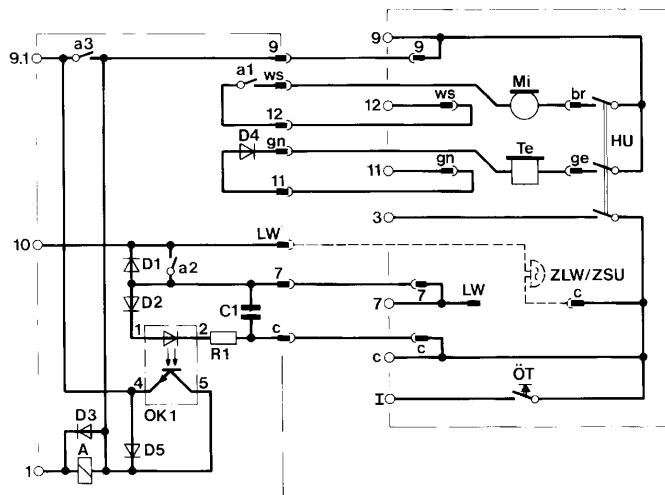 a3
9.1
9
9
9
a1
ws
Mi
br
ws
12
12
HU
D4
gn
Te
ge
gn
11
11
3
10
LW
D1
a2
ZLW/ZSU
7
LW
D2
C1
7
7
c
1
2
R1
c
c
c
4
5
ÖT
OK1
I
D3
A
D5
1